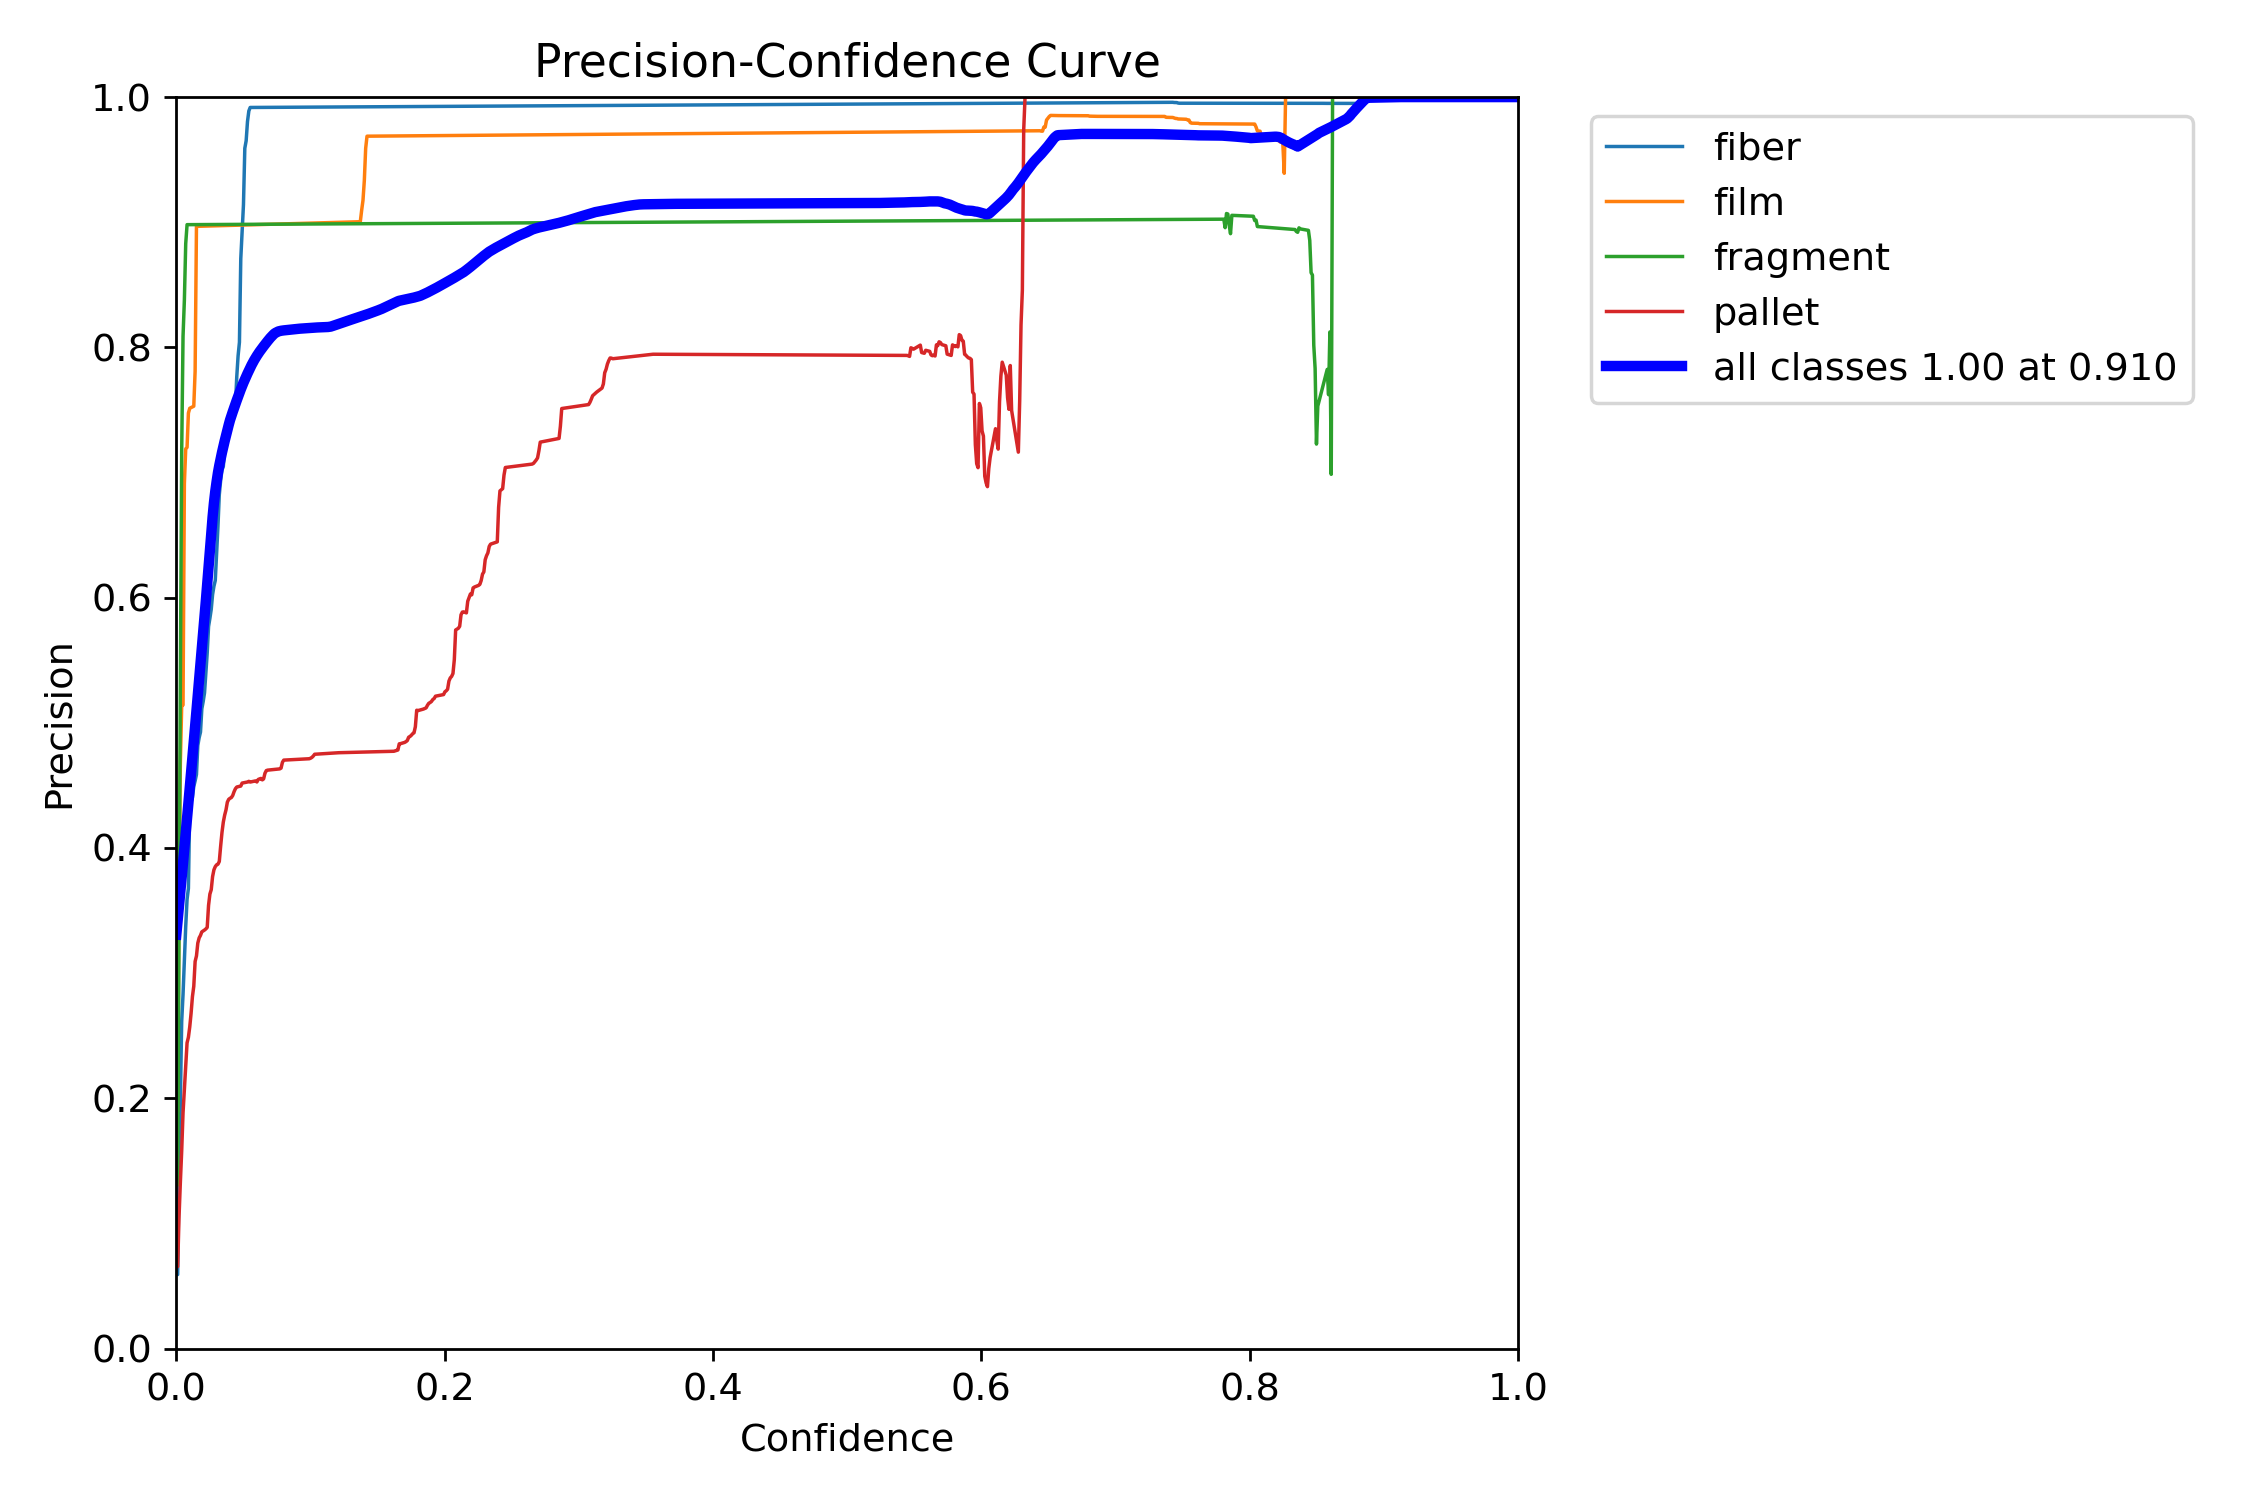 Precision-Confidence Curve
1.0
0.8
0.6
0.4
0.2
0.0
Precision
0.0 0.2 0.4 0.6 0.8 1.0
Confidence
fiber
film
fragment
pallet
all classes 1.00 at 0.910